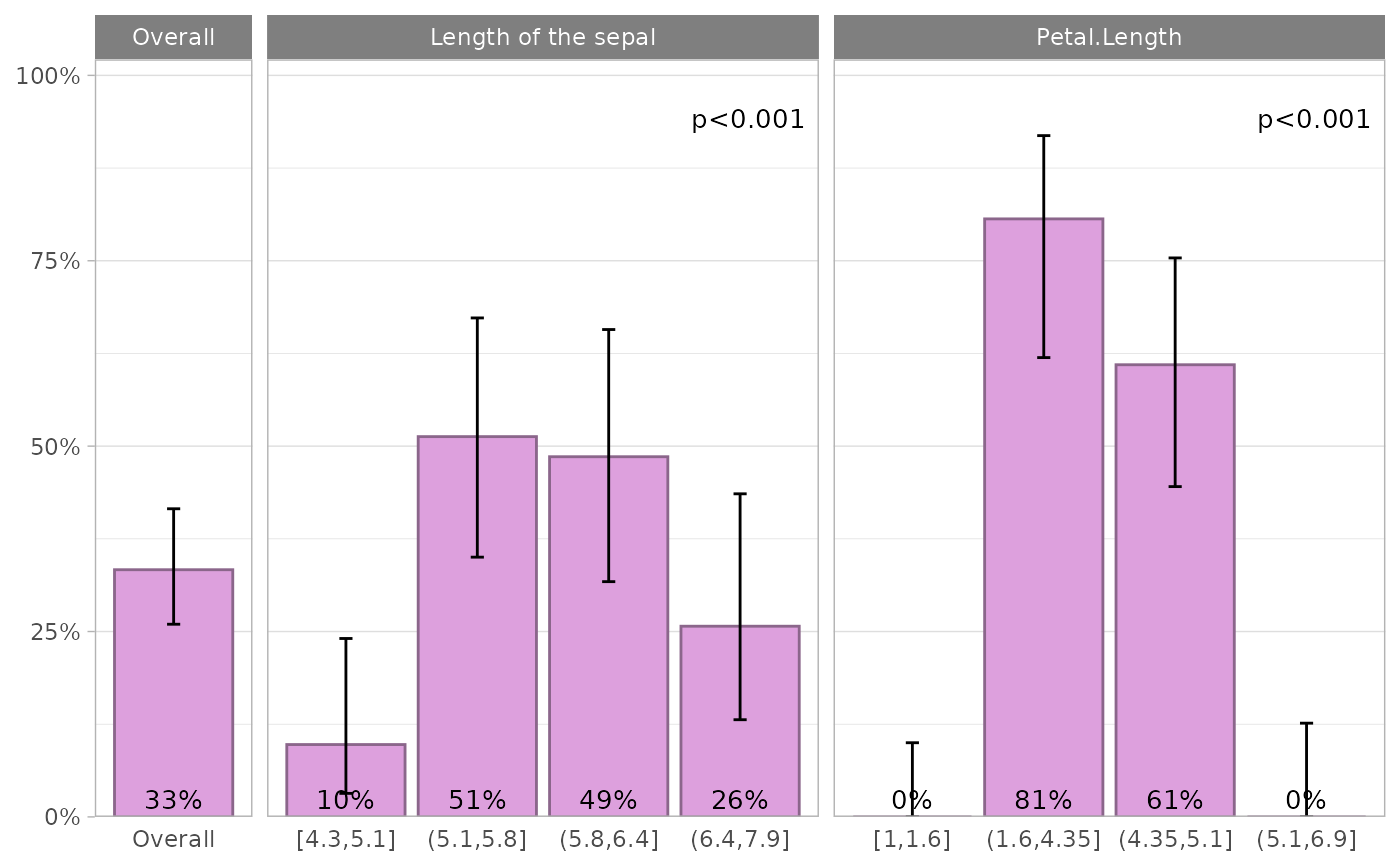 Overall Length of the sepal Petal.Length
100%
p<0.001 p<0.001
75%
50%
25%
33% 10% 51% 49% 26% 0% 81% 61% 0%
0%
Overall [4.3,5.1] (5.1,5.8] (5.8,6.4] (6.4,7.9] [1,1.6] (1.6,4.35] (4.35,5.1] (5.1,6.9]